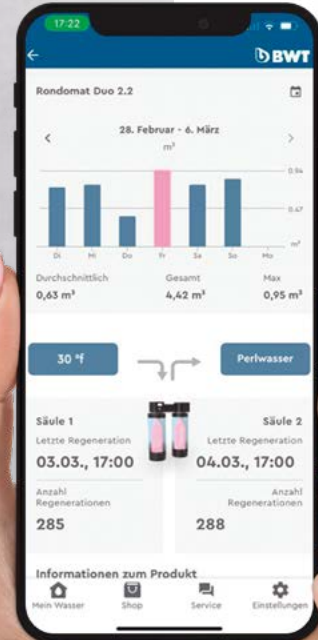 17:22
BWT
Rondomat Duo 2.2
28. Februar - 6. März
m³
0.94
0.47
m³
Di Mi Do Fr Sa So Mo
Durchschnittlich Gesamt Max
0,63 m³ 4,42 m³ 0,95 m³
30 °f Perlwasser
Säule 1
Letzte Regeneration
03.03., 17:00
Anzahl
Regenerationen
285
Säule 2
Letzte Regeneration
04.03., 17:00
Anzahl
Regenerationen
288
Informationen zum Produkt
Mein Wasser Shop Service Einstellungen